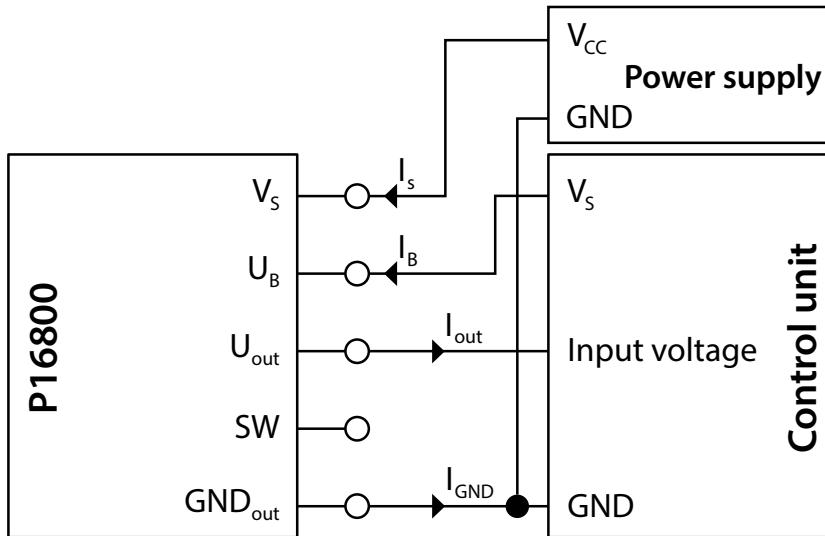 V_CC
Power supply
GND
P16800
V_S
I_s
U_B
I_B
U_out
I_out
SW
GND_out
I_GND
V_S
Input voltage
GND
Control unit